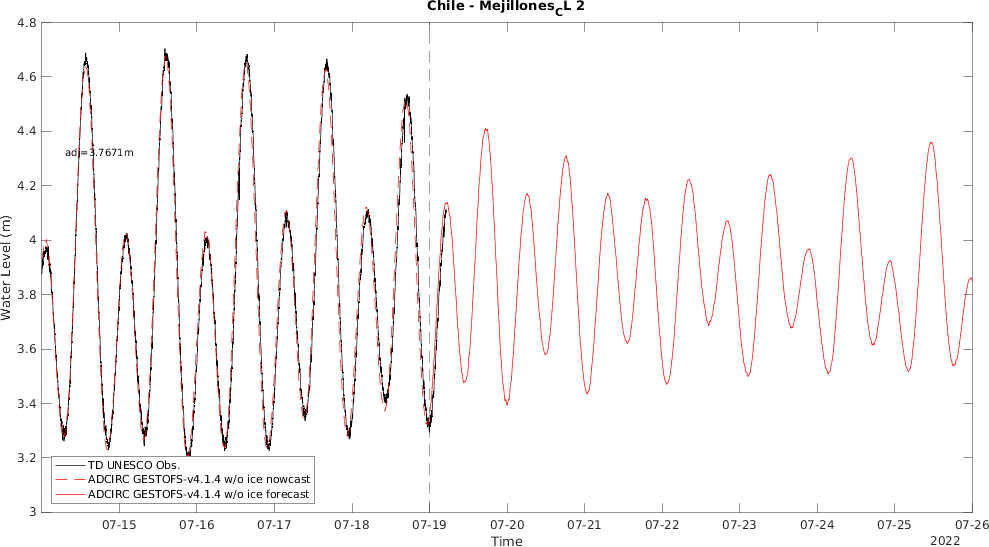 Chile - Mejillones_CL 2
4.8
4.6
4.4
4.2
4
3.8
3.6
3.4
3.2
3
Water Level (m)
adj=3.7671m
TD UNESCO Obs.
ADCIRC GESTOFS-v4.1.4 w/o ice nowcast
ADCIRC GESTOFS-v4.1.4 w/o ice forecast
07-15 07-16 07-17 07-18 07-19 07-20 07-21 07-22 07-23 07-24 07-25 07-26
Time
2022